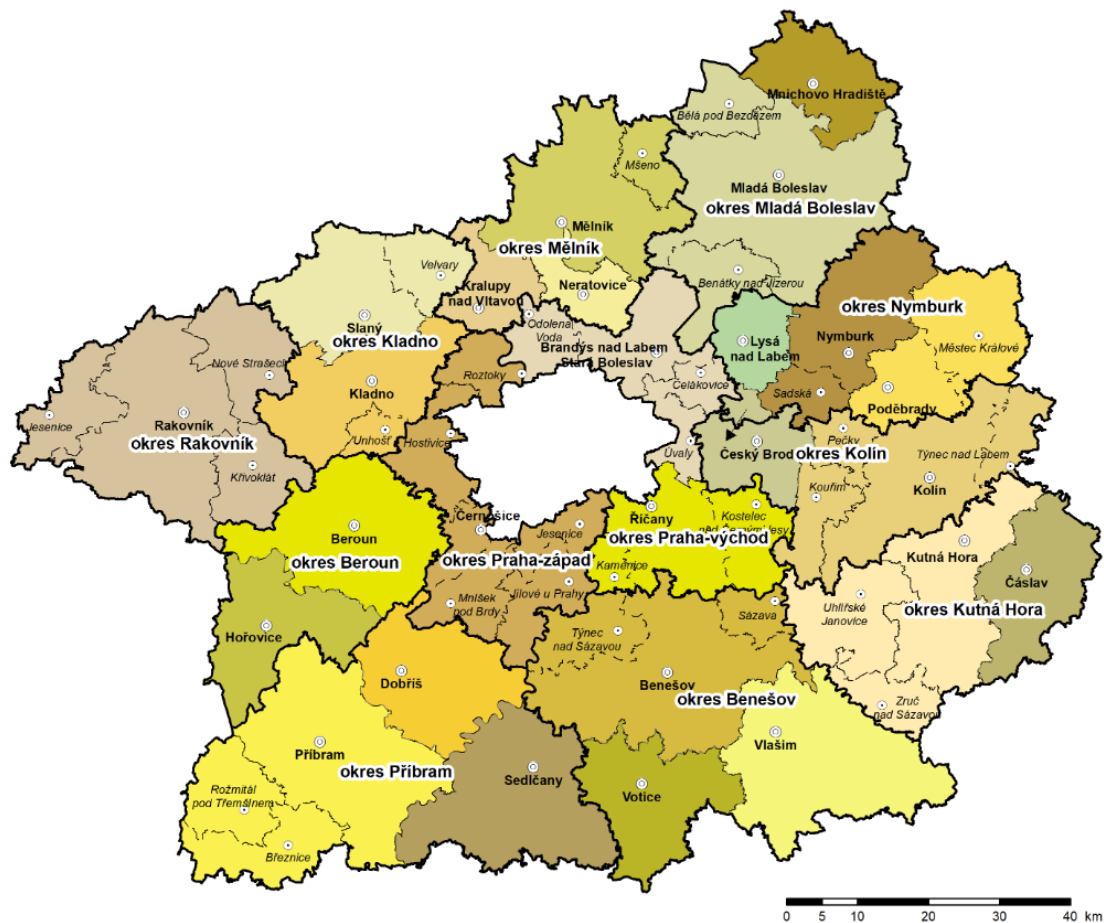 Mnichovo Hradiště
Bělá pod Bezdězem
Mšeno
Mladá Boleslav
okres Mladá Boleslav
Mělník
okres Mělník
Velvary
Benátky nad Jizerou
Neratovice
Kralupy
nad Vltavou
okres Nymburk
Slaný
okres Kladno
Odolena
Voda
Brandýs nad Labem
Stará Boleslav
Lysá
nad Labem
Nymburk
Městec Králové
Nové Strašecí
Roztoky
Čelákovice
Kladno
Sadská
Poděbrady
Jesenice
Rakovník
okres Rakovník
Unhošť
Hostivice
Úvaly
Český Brod
Pečky
okres Kolín
Týnec nad Labem
Křivoklát
Kouřim
Kolín
Černošice
Říčany
Kostelec
nad Černými lesy
Beroun
okres Beroun
Jesenice
okres Praha-západ
okres Praha-východ
Kutná Hora
Kamenice
Čáslav
Mníšek
pod Brdy
Jílové u Prahy
Uhlířské
Janovice
okres Kutná Hora
Hořovice
Týnec
nad Sázavou
Sázava
Dobříš
Benešov
okres Benešov
Zruč
nad Sázavou
Příbram
okres Příbram
Sedlčany
Vlašim
Votice
Rožmitál
pod Třemšínem
Březnice
0 5 10 20 30 40 km